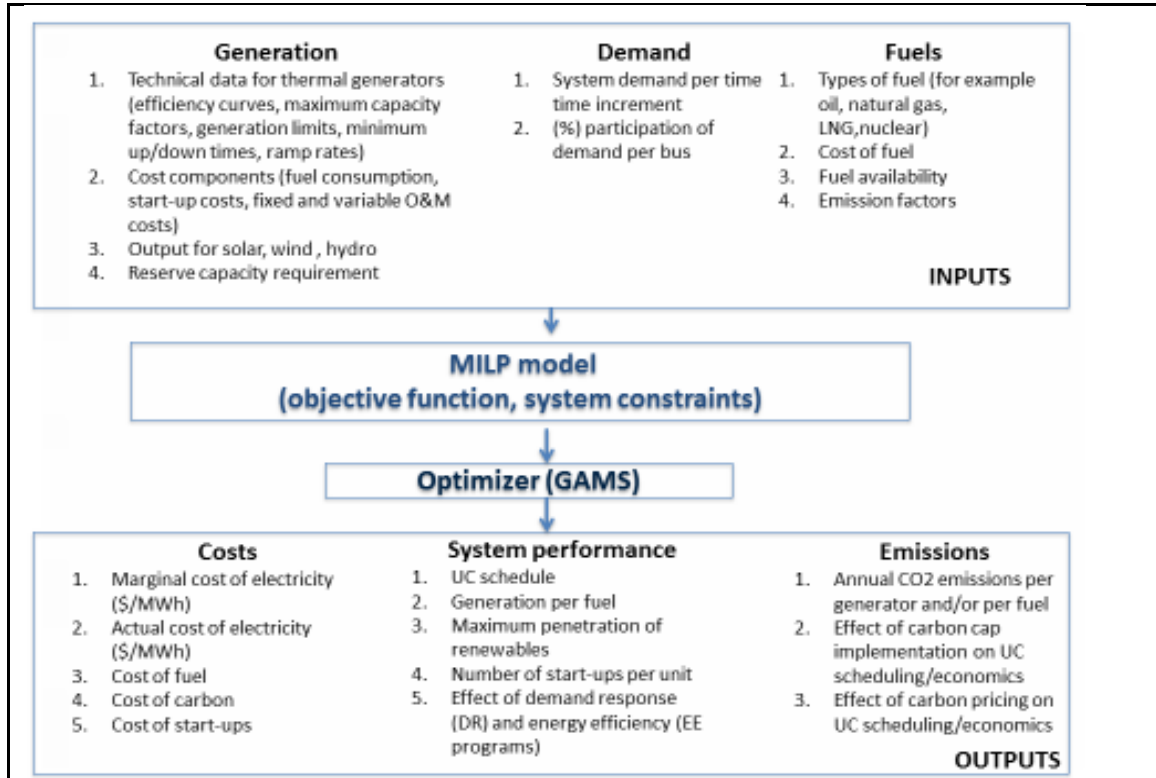 Generation
1. Technical data for thermal generators
(efficiency curves, maximum capacity
factors, generation limits, minimum
up/down times, ramp rates)
2. Cost components (fuel consumption,
start-up costs, fixed and variable O&M
costs)
3. Output for solar, wind , hydro
4. Reserve capacity requirement
Demand
1. System demand per time
time increment
2. (%) participation of
demand per bus
Fuels
1. Types of fuel (for example
oil, natural gas,
LNG,nuclear)
2. Cost of fuel
3. Fuel availability
4. Emission factors
INPUTS
MILP model
(objective function, system constraints)
Optimizer (GAMS)
Costs
1. Marginal cost of electricity
($/MWh)
2. Actual cost of electricity
($/MWh)
3. Cost of fuel
4. Cost of carbon
5. Cost of start-ups
System performance
1. UC schedule
2. Generation per fuel
3. Maximum penetration of
renewables
4. Number of start-ups per unit
5. Effect of demand response
(DR) and energy efficiency (EE
programs)
Emissions
1. Annual CO2 emissions per
generator and/or per fuel
2. Effect of carbon cap
implementation on UC
scheduling/economics
3. Effect of carbon pricing on
UC scheduling/economics
OUTPUTS